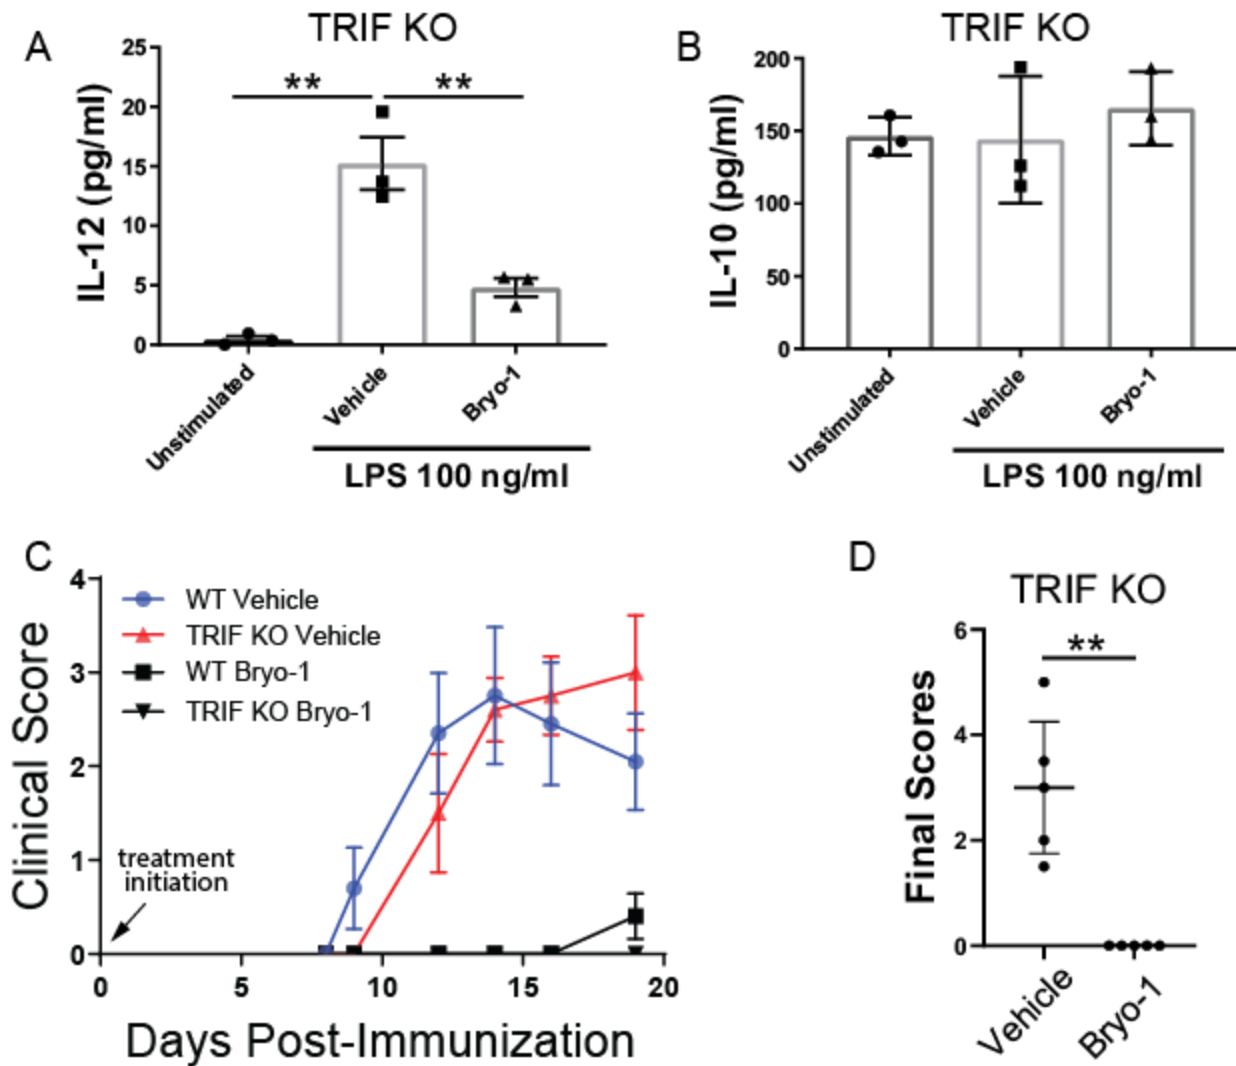 A
TRIF KO
IL-12 (pg/ml)
25
20
15
10
5
0
**
**
Unstimulated
Vehicle
Bryo-1
LPS 100 ng/ml
B
TRIF KO
IL-10 (pg/ml)
200
150
100
50
0
Unstimulated
Vehicle
Bryo-1
LPS 100 ng/ml
C
Clinical Score
4
3
2
1
0
WT Vehicle
TRIF KO Vehicle
WT Bryo-1
TRIF KO Bryo-1
treatment
initiation
0
5
10
15
20
Days Post-Immunization
D
TRIF KO
Final Scores
6
4
2
0
**
Vehicle
Bryo-1